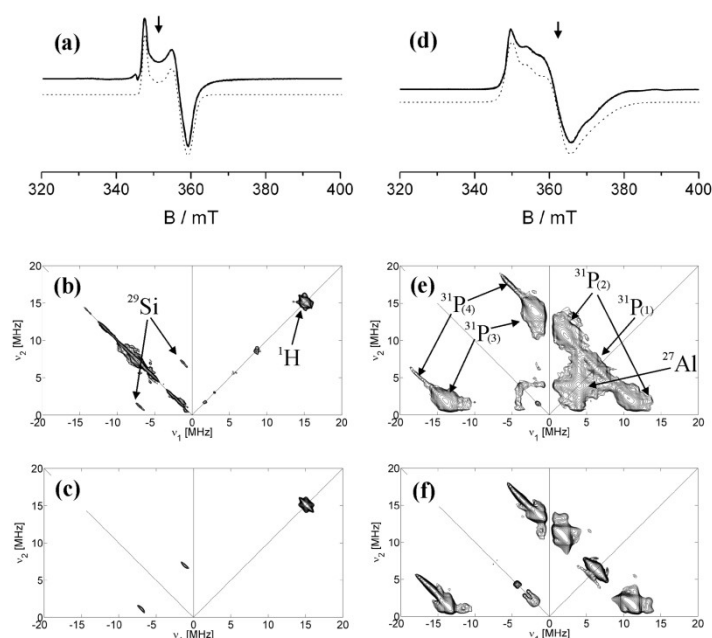 (a)
320 340 360 380 400
B / mT
(d)
320 340 360 380 400
B / mT
(b)
ν₂ [MHz]
20
15
10
5
0
-20 -15 -10 -5 0 5 10 15 20
ν₁ [MHz]
²⁹Si
¹H
(e)
ν₂ [MHz]
20
15
10
5
0
-20 -15 -10 -5 0 5 10 15 20
ν₁ [MHz]
³¹P₍₄₎
³¹P₍₃₎
³¹P₍₂₎
³¹P₍₁₎
²⁷Al
(c)
ν₂ [MHz]
20
15
10
5
0
-20 -15 -10 -5 0 5 10 15 20
(f)
ν₂ [MHz]
20
15
10
5
0
-20 -15 -10 -5 0 5 10 15 20